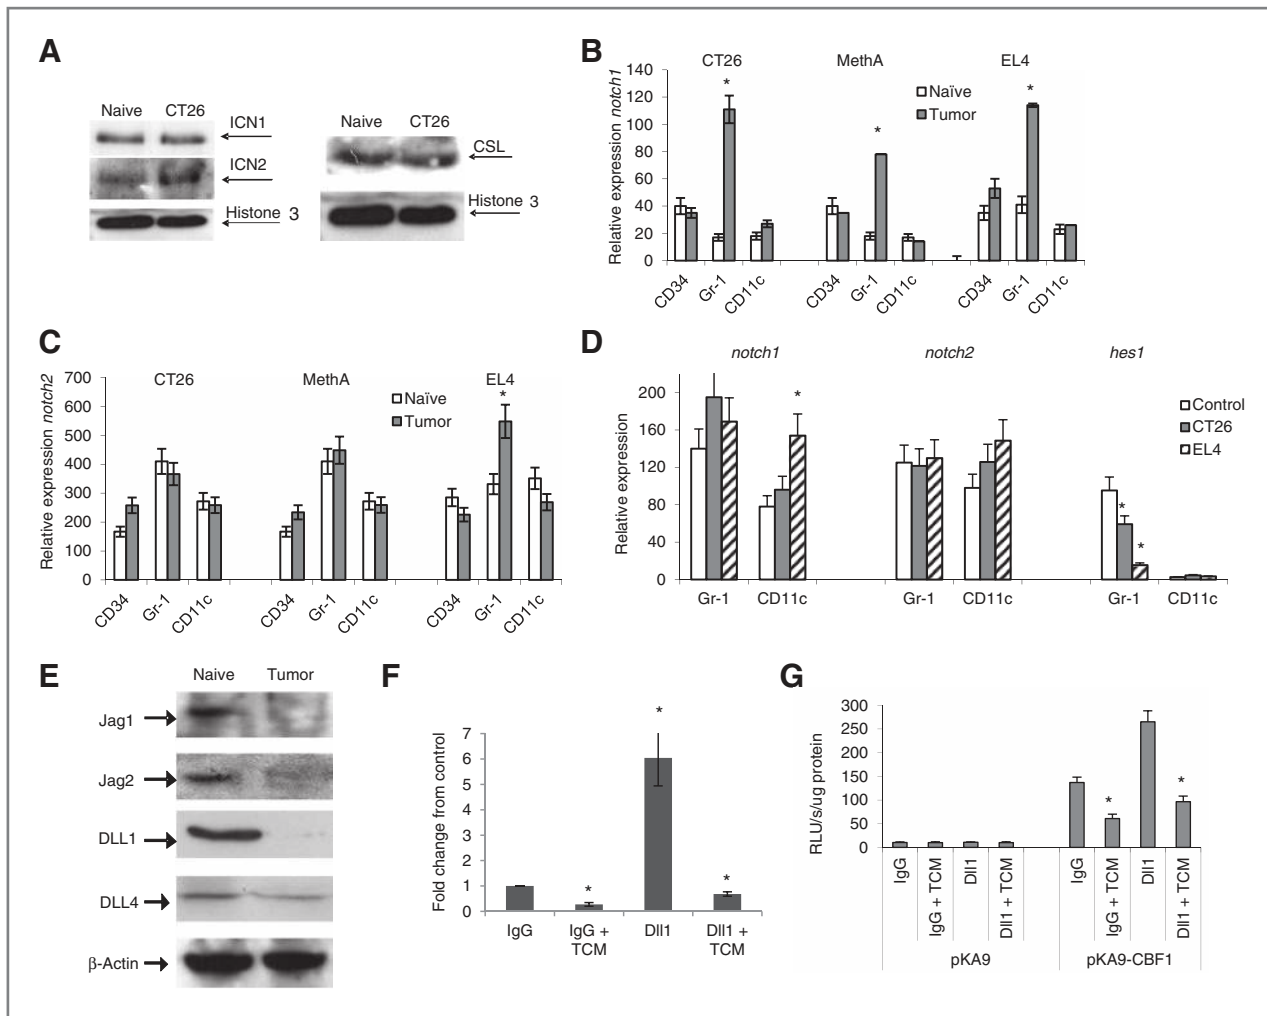 A
Naive CT26
ICN1
ICN2
Histone 3
Naive CT26
CSL
Histone 3
B
CT26 MethA EL4
Relative expression notch1
140
120
100
80
60
40
20
0
Naïve
Tumor
* * *
CD34 Gr-1 CD11c CD34 Gr-1 CD11c CD34 Gr-1 CD11c
C
CT26 MethA EL4
Relative expression notch2
700
600
500
400
300
200
100
0
Naïve
Tumor
*
CD34 Gr-1 CD11c CD34 Gr-1 CD11c CD34 Gr-1 CD11c
D
notch1 notch2 hes1
Relative expression
200
160
120
80
40
0
Control
CT26
EL4
* * *
Gr-1 CD11c Gr-1 CD11c Gr-1 CD11c
E
Naive Tumor
Jag1
Jag2
DLL1
DLL4
β-Actin
F
Fold change from control
7
6
5
4
3
2
1
0
* * *
IgG IgG + TCM Dll1 Dll1 + TCM
G
RLU/s/ug protein
300
250
200
150
100
50
0
* *
IgG IgG + TCM Dll1 Dll1 + TCM IgG IgG + TCM Dll1 Dll1 + TCM
pKA9 pKA9-CBF1